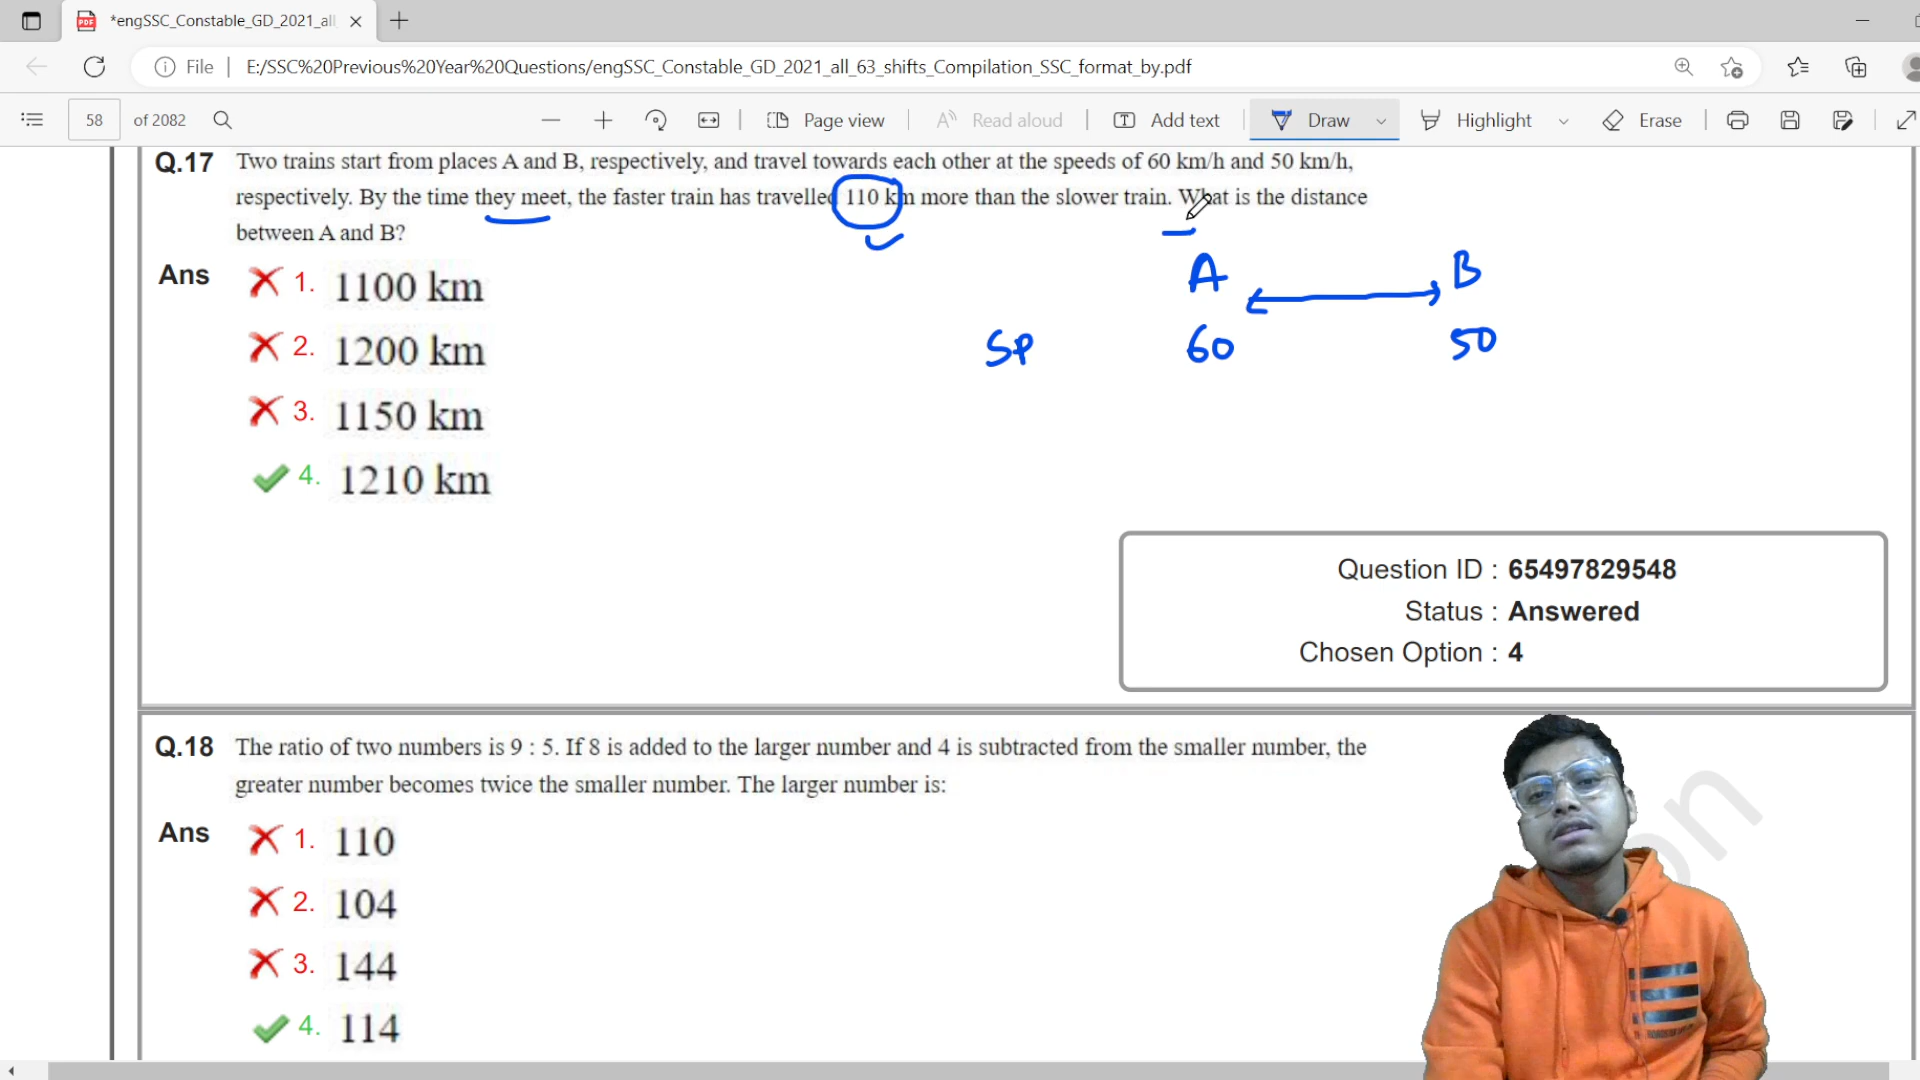 *engSSC_Constable_GD_2021_all
File E:/SSC%20Previous%20Year%20Questions/engSSC_Constable_GD_2021_all_63_shifts_Compilation_SSC_format_by.pdf
58 of 2082 Page view Read aloud Add text Draw Highlight Erase
Q.17 Two trains start from places A and B, respectively, and travel towards each other at the speeds of 60 km/h and 50 km/h,
respectively. By the time they meet, the faster train has travelled 110 km more than the slower train. What is the distance
between A and B?
A B
Ans 1. 1100 km
SP 60 50
2. 1200 km
3. 1150 km
4. 1210 km
Question ID : 65497829548
Status : Answered
Chosen Option : 4
Q.18 The ratio of two numbers is 9 : 5. If 8 is added to the larger number and 4 is subtracted from the smaller number, the
greater number becomes twice the smaller number. The larger number is:
Ans 1. 110
2. 104
3. 144
4. 114